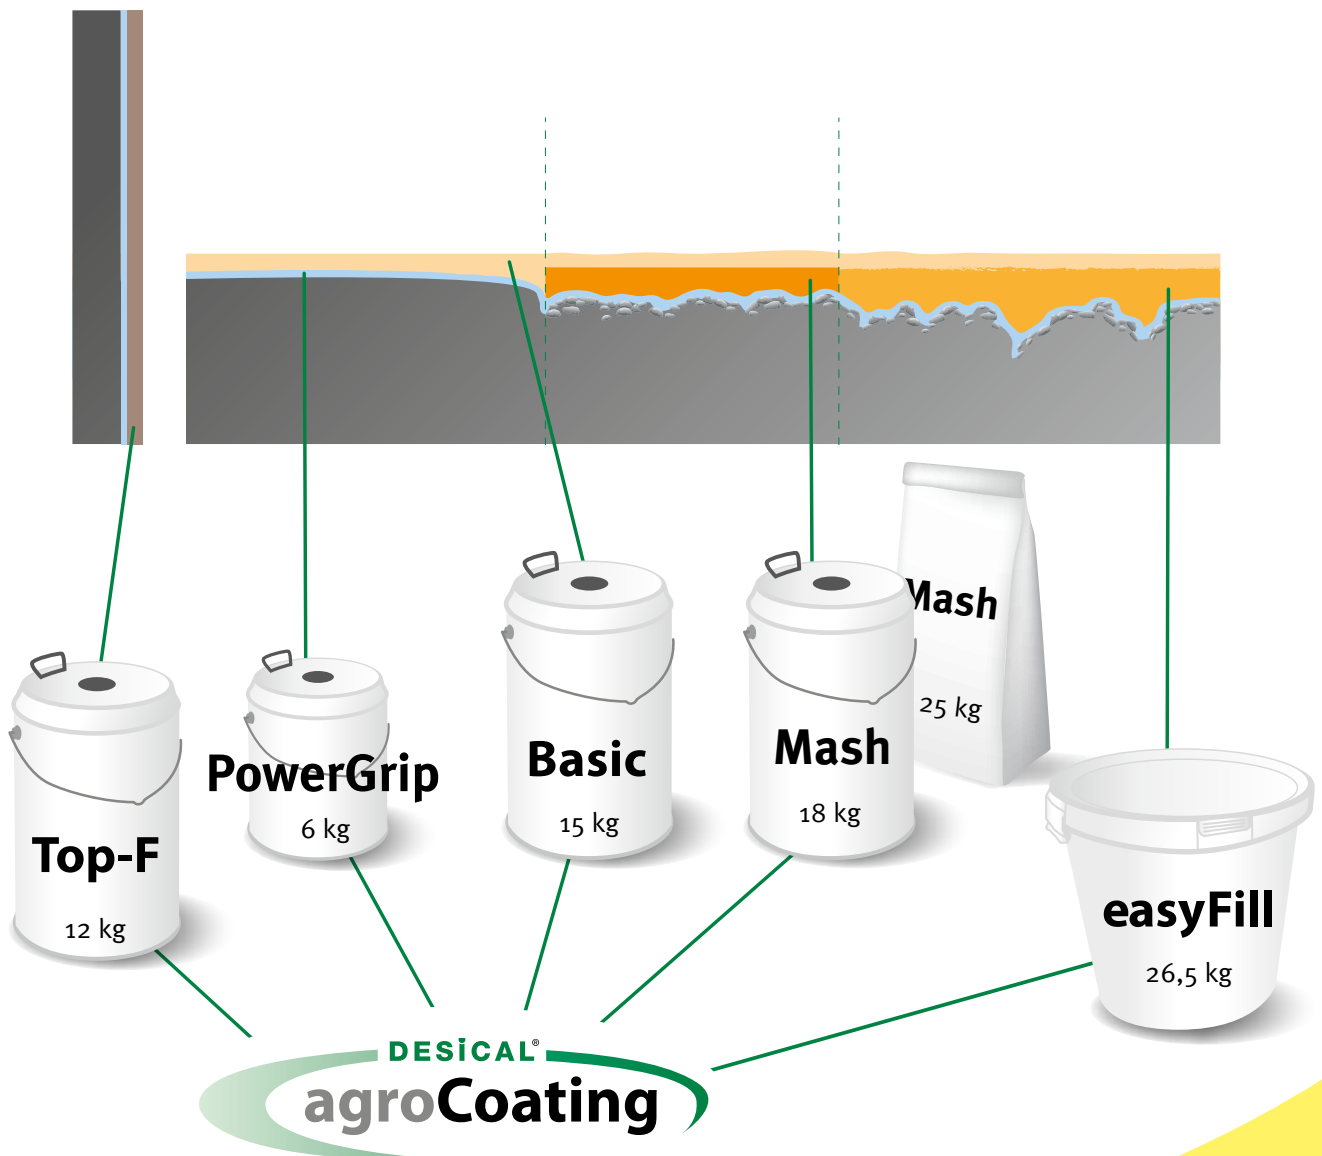 Mash
25 kg
Top-F
12 kg
PowerGrip
6 kg
Basic
15 kg
Mash
18 kg
easyFill
26,5 kg
DESiCAL®
agroCoating